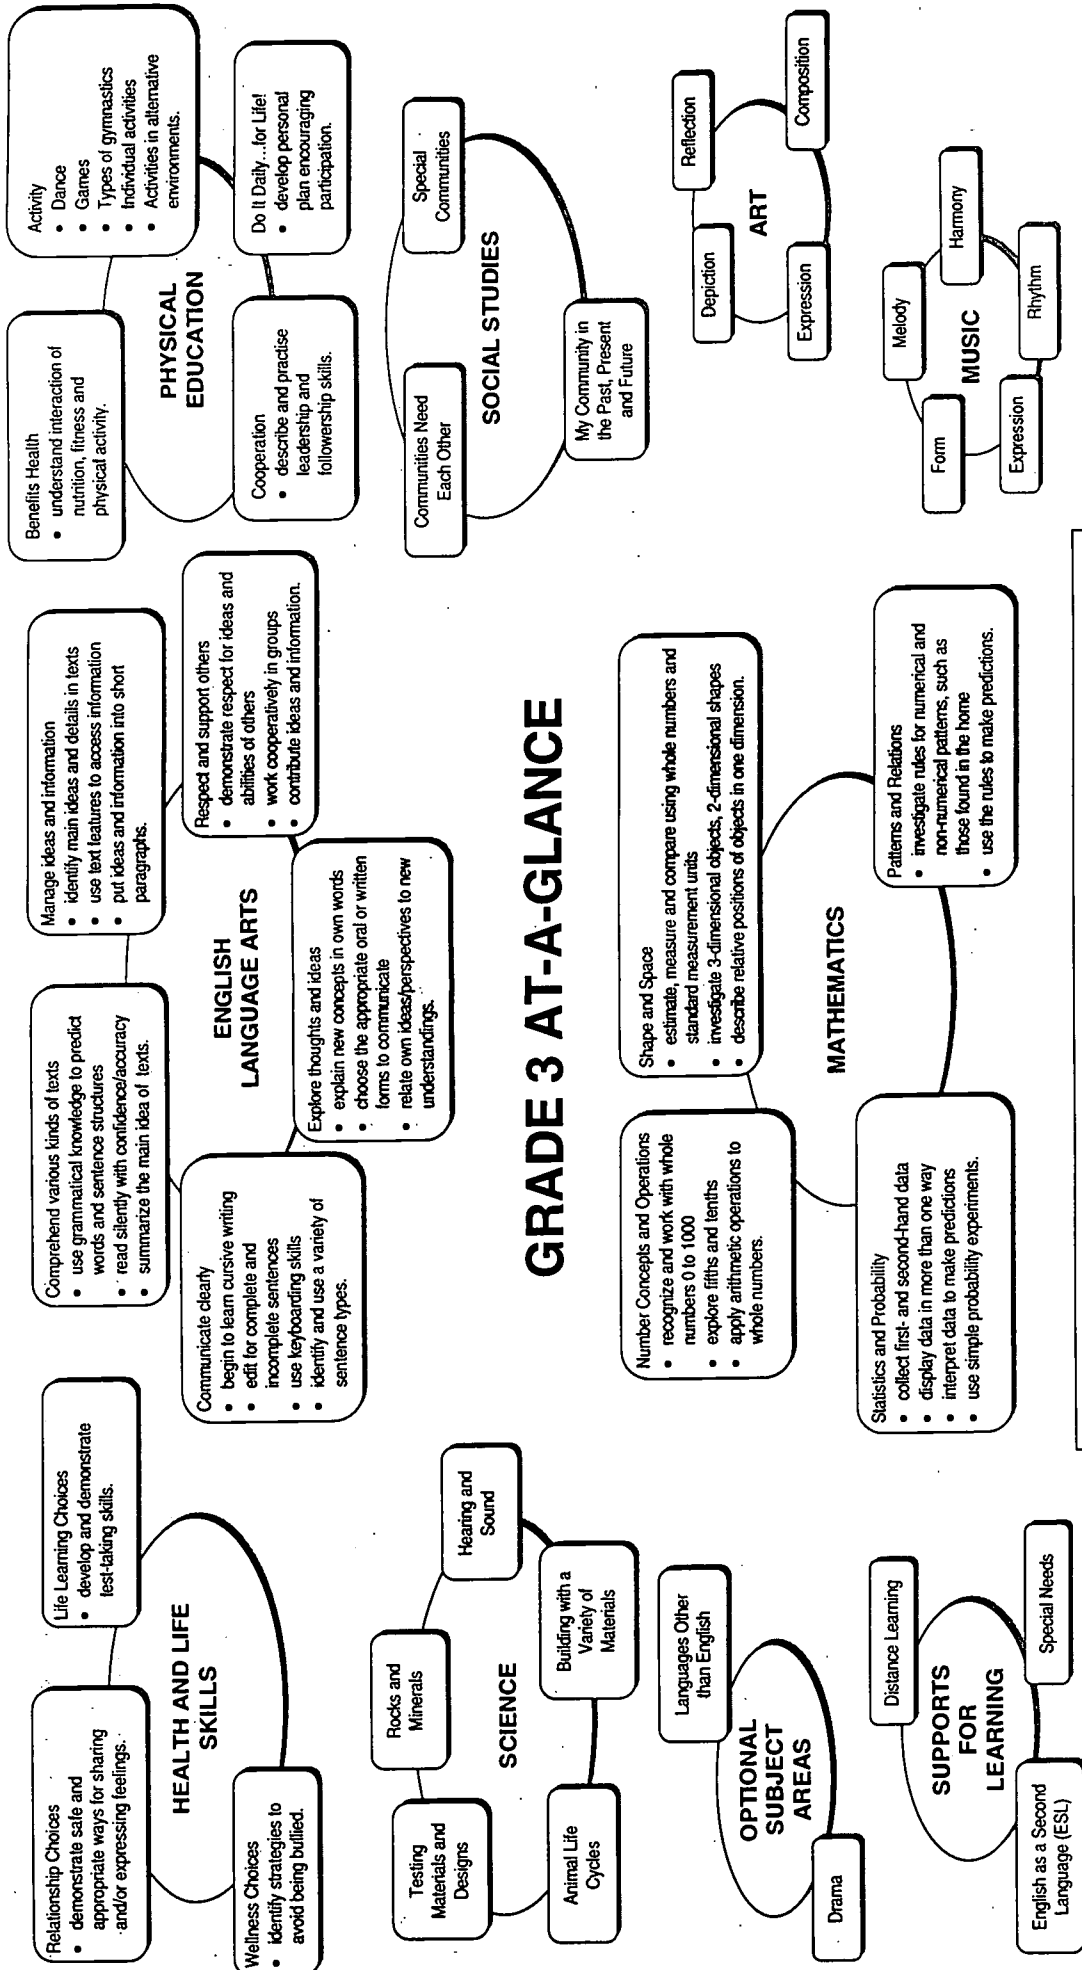 GRADE 3 AT-A-GLANCE
HEALTH AND LIFE
SKILLS
Relationship Choices
• demonstrate safe and
appropriate ways for sharing
and/or expressing feelings.
Life Learning Choices
• develop and demonstrate
test-taking skills.
Wellness Choices
• identify strategies to
avoid being bullied.
ENGLISH
LANGUAGE ARTS
Comprehend various kinds of texts
• use grammatical knowledge to predict
words and sentence structures
• read silently with confidence/accuracy
• summarize the main idea of texts.
Manage ideas and information
• identify main ideas and details in texts
• use text features to access information
• put ideas and information into short
paragraphs.
Respect and support others
• demonstrate respect for ideas and
abilities of others
• work cooperatively in groups
• contribute ideas and information.
Explore thoughts and ideas
• explain new concepts in own words
• choose the appropriate oral or written
forms to communicate
• relate own ideas/perspectives to new
understandings.
Communicate clearly
• begin to learn cursive writing
• edit for complete and
incomplete sentences
• use keyboarding skills
• identify and use a variety of
sentence types.
PHYSICAL
EDUCATION
Benefits Health
• understand interaction of
nutrition, fitness and
physical activity.
Activity
• Dance
• Games
• Types of gymnastics
• Individual activities
• Activities in alternative
environments.
Do It Daily...for Life!
• develop personal
plan encouraging
participation.
Cooperation
• describe and practise
leadership and
followership skills.
SCIENCE
Rocks and
Minerals
Hearing and
Sound
Building with a
Variety of
Materials
Animal Life
Cycles
Testing
Materials and
Designs
SOCIAL STUDIES
Communities Need
Each Other
Special
Communities
My Community in
the Past, Present
and Future
OPTIONAL
SUBJECT
AREAS
Languages Other
than English
Drama
MATHEMATICS
Number Concepts and Operations
• recognize and work with whole
numbers 0 to 1000
• explore fifths and tenths
• apply arithmetic operations to
whole numbers.
Shape and Space
• estimate, measure and compare using whole numbers and
standard measurement units
• investigate 3-dimensional objects, 2-dimensional shapes
• describe relative positions of objects in one dimension.
Patterns and Relations
• investigate rules for numerical and
non-numerical patterns, such as
those found in the home
• use the rules to make predictions.
Statistics and Probability
• collect first- and second-hand data
• display data in more than one way
• interpret data to make predictions
• use simple probability experiments.
ART
Depiction
Reflection
Composition
Expression
SUPPORTS
FOR
LEARNING
Distance Learning
Special Needs
English as a Second
Language (ESL)
MUSIC
Melody
Harmony
Rhythm
Expression
Form